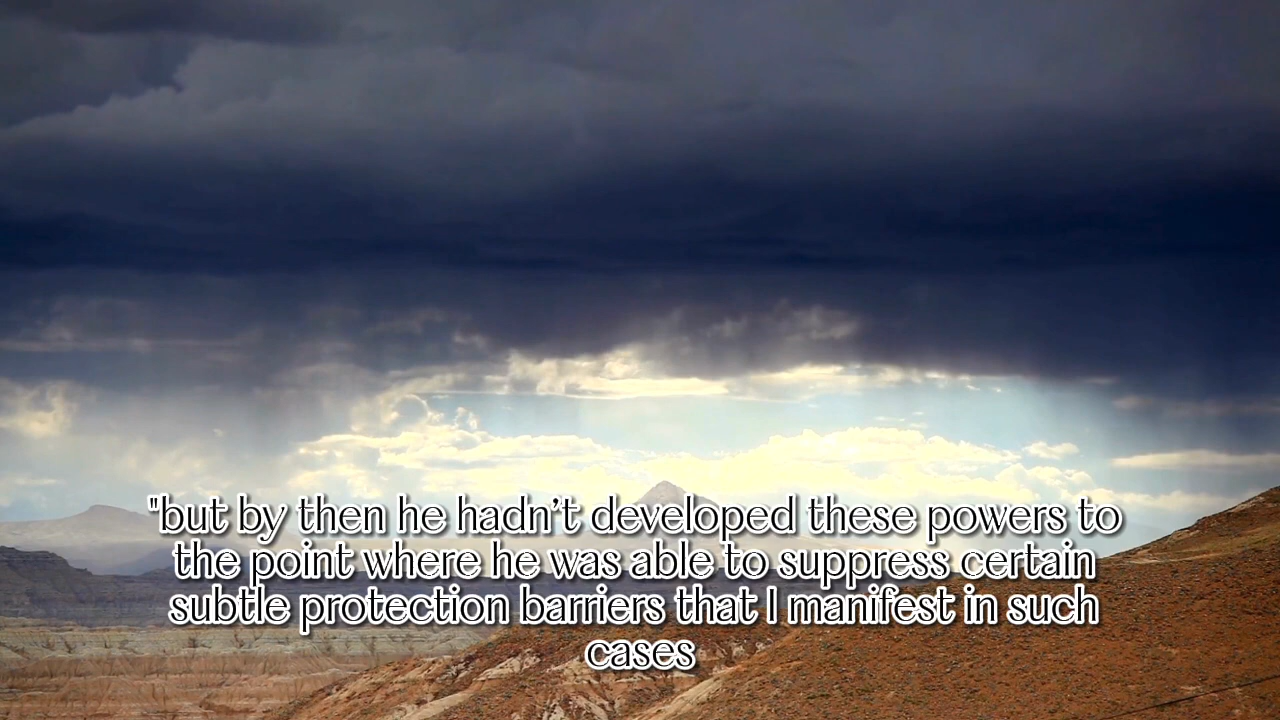 "but by then he hadn't developed these powers to
the point where he was able to suppress certain
subtle protection barriers that I manifest in such
cases